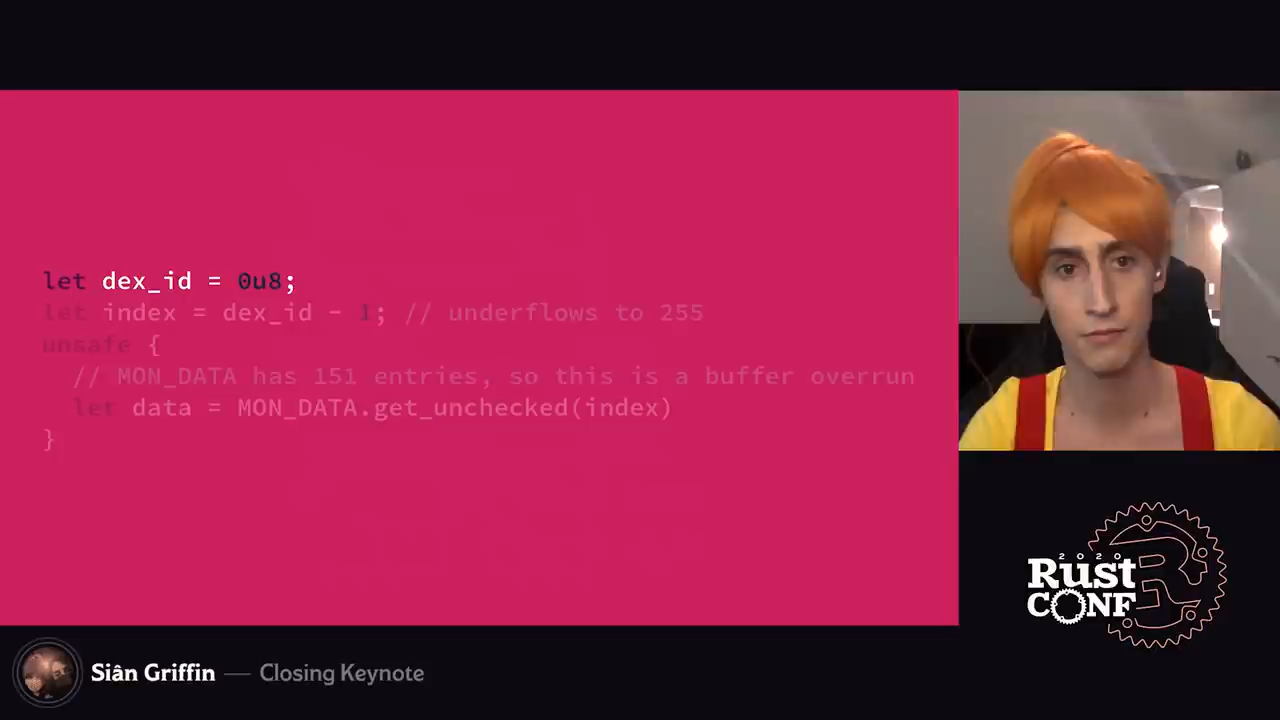 let dex_id = 0u8;
let index = dex_id - 1; // underflows to 255
unsafe {
// MON_DATA has 151 entries, so this is a buffer overrun
let data = MON_DATA.get_unchecked(index)
}
2020
Rust
CONF
R
Siân Griffin — Closing Keynote